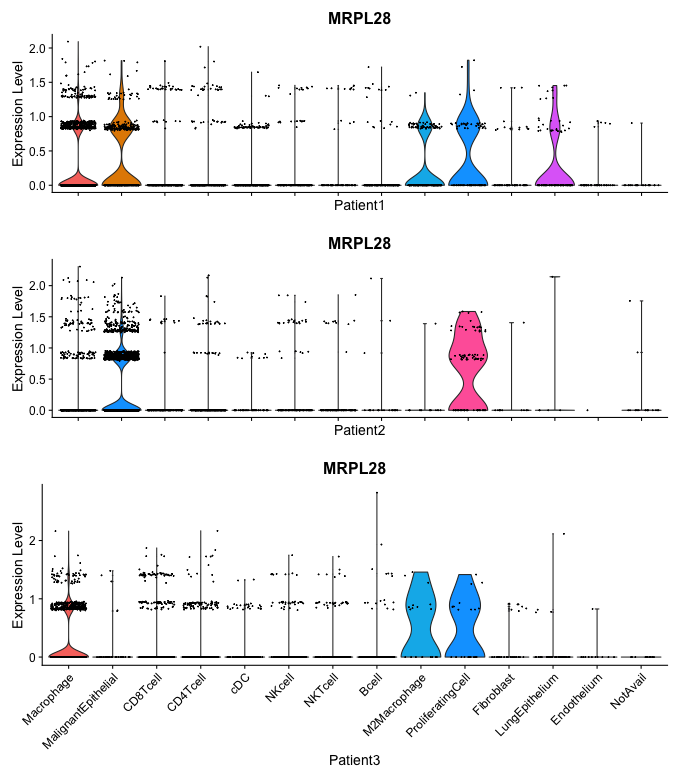 MRPL28
Expression Level
2.0
1.5
1.0
0.5
0.0
Patient1
MRPL28
Expression Level
2.0
1.5
1.0
0.5
0.0
Patient2
MRPL28
Expression Level
2
1
0
Macrophage
MalignantEpithelial
CD8Tcell
CD4Tcell
cDC
NKcell
NKTcell
Bcell
M2Macrophage
ProliferatingCell
Fibroblast
LungEpithelium
Endothelium
NotAvail
Patient3